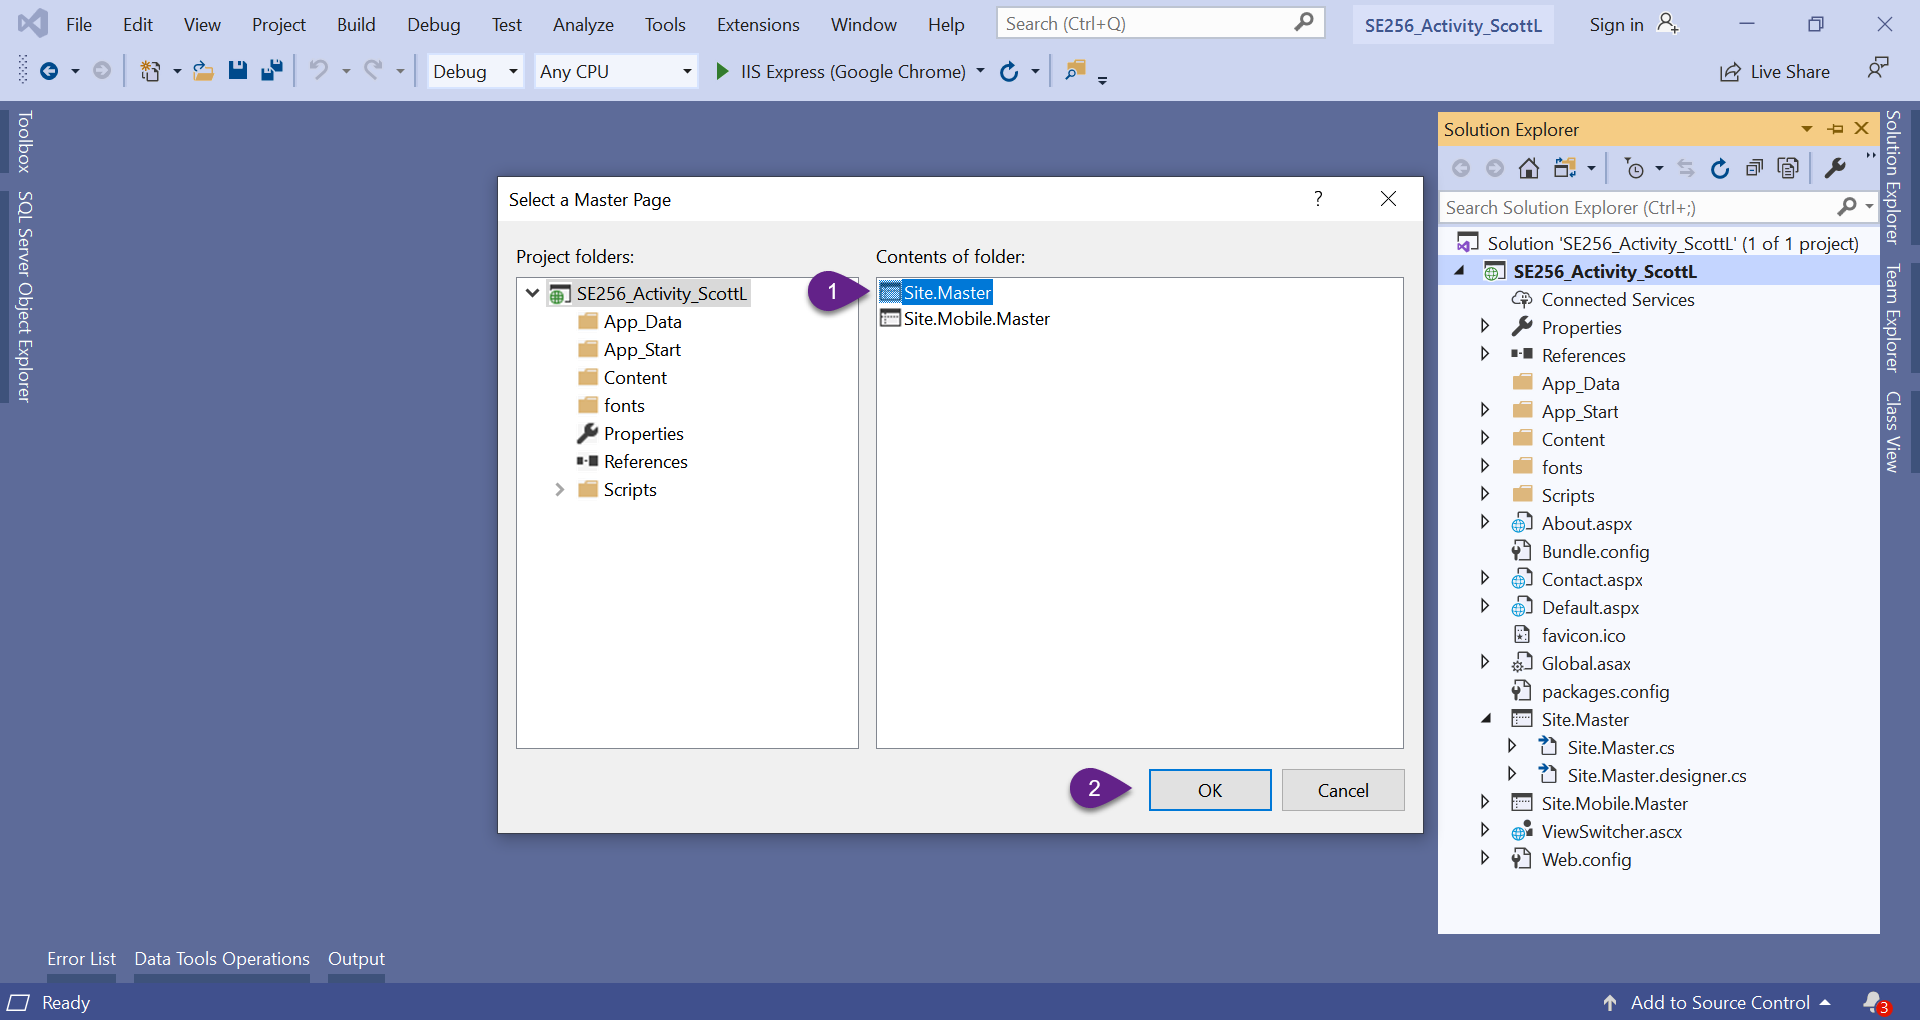 File Edit View Project Build Debug Test Analyze Tools Extensions Window Help Search (Ctrl+Q) SE256_Activity_ScottL Sign in
Debug Any CPU IIS Express (Google Chrome) Live Share
Toolbox
SQL Server Object Explorer
Select a Master Page ?
Project folders:
SE256_Activity_ScottL
App_Data
App_Start
Content
fonts
Properties
References
Scripts
Contents of folder:
1
Site.Master
Site.Mobile.Master
2
OK
Cancel
Solution Explorer
Search Solution Explorer (Ctrl+;)
Solution 'SE256_Activity_ScottL' (1 of 1 project)
SE256_Activity_ScottL
Connected Services
Properties
References
App_Data
App_Start
Content
fonts
Scripts
About.aspx
Bundle.config
Contact.aspx
Default.aspx
favicon.ico
Global.asax
packages.config
Site.Master
Site.Master.cs
Site.Master.designer.cs
Site.Mobile.Master
ViewSwitcher.ascx
Web.config
Solution Explorer
Team Explorer
Class View
Error List Data Tools Operations Output
Ready Add to Source Control 3